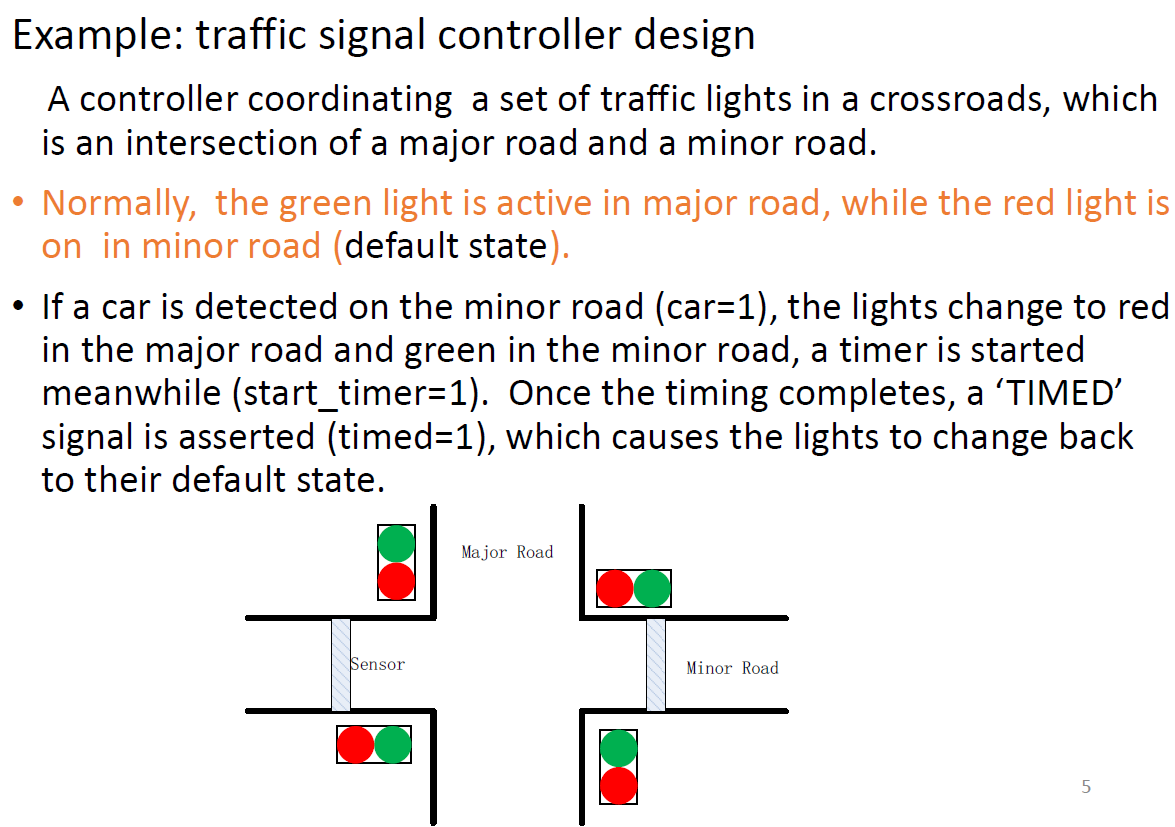 Example: traffic signal controller design
A controller coordinating  a set of traffic lights in a crossroads, which
is an intersection of a major road and a minor road.
• Normally,  the green light is active in major road, while the red light is
on  in minor road (default state).
• If a car is detected on the minor road (car=1), the lights change to red
in the major road and green in the minor road, a timer is started
meanwhile (start_timer=1).  Once the timing completes, a ‘TIMED’
signal is asserted (timed=1), which causes the lights to change back
to their default state.
Major Road
Sensor
Minor Road
5